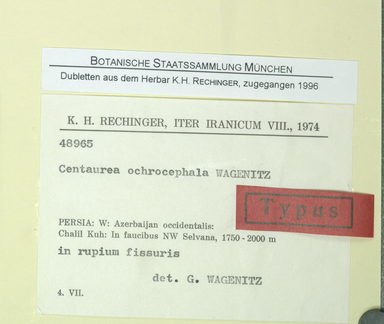 BOTANISCHE STAATSSAMMLUNG MÜNCHEN
Dubletten aus dem Herbar K.H. RECHINGER, zugegangen 1996
K. H. RECHINGER, ITER IRANICUM VIII., 1974
48965
Centaurea ochrocephala WAGENITZ
Typus
PERSIA: W: Azerbaijan occidentalis:
Chalil Kuh: In faucibus NW Selvana, 1750 - 2000 m
in rupium fissuris
det. G. WAGENITZ
4. VII.